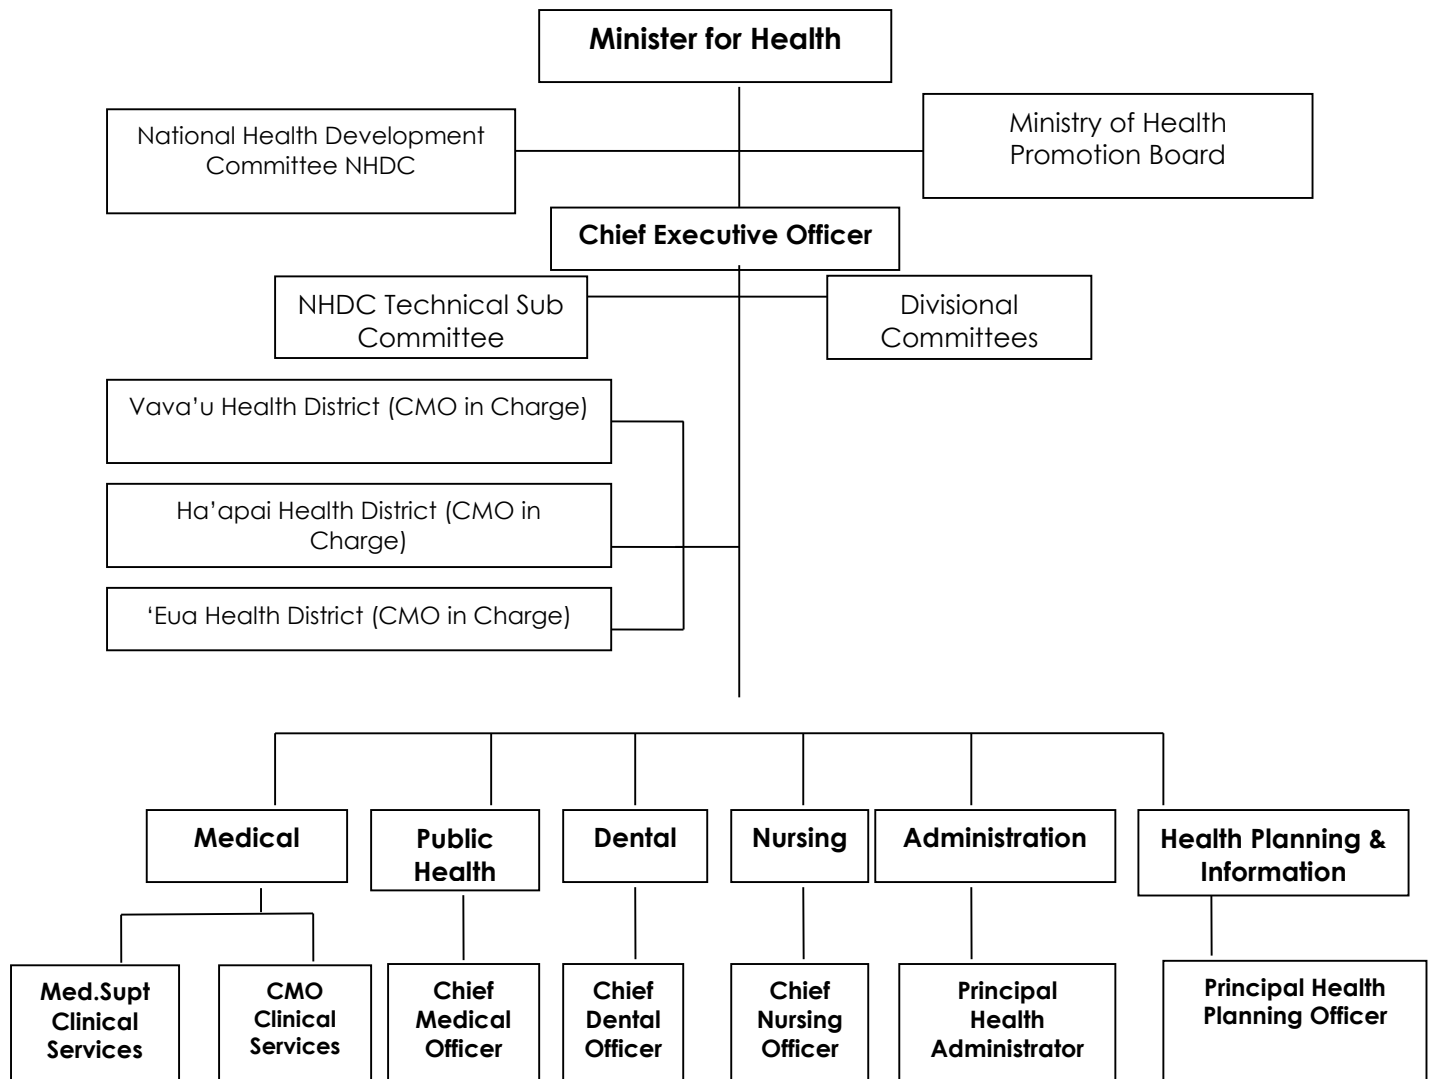 Minister for Health
National Health Development
Committee NHDC
Ministry of Health
Promotion Board
Chief Executive Officer
NHDC Technical Sub
Committee
Divisional
Committees
Vava’u Health District (CMO in Charge)
Ha’apai Health District (CMO in
Charge)
‘Eua Health District (CMO in Charge)
Medical
Public
Health
Dental
Nursing
Administration
Health Planning &
Information
Med.Supt
Clinical
Services
CMO
Clinical
Services
Chief
Medical
Officer
Chief
Dental
Officer
Chief
Nursing
Officer
Principal
Health
Administrator
Principal Health
Planning Officer